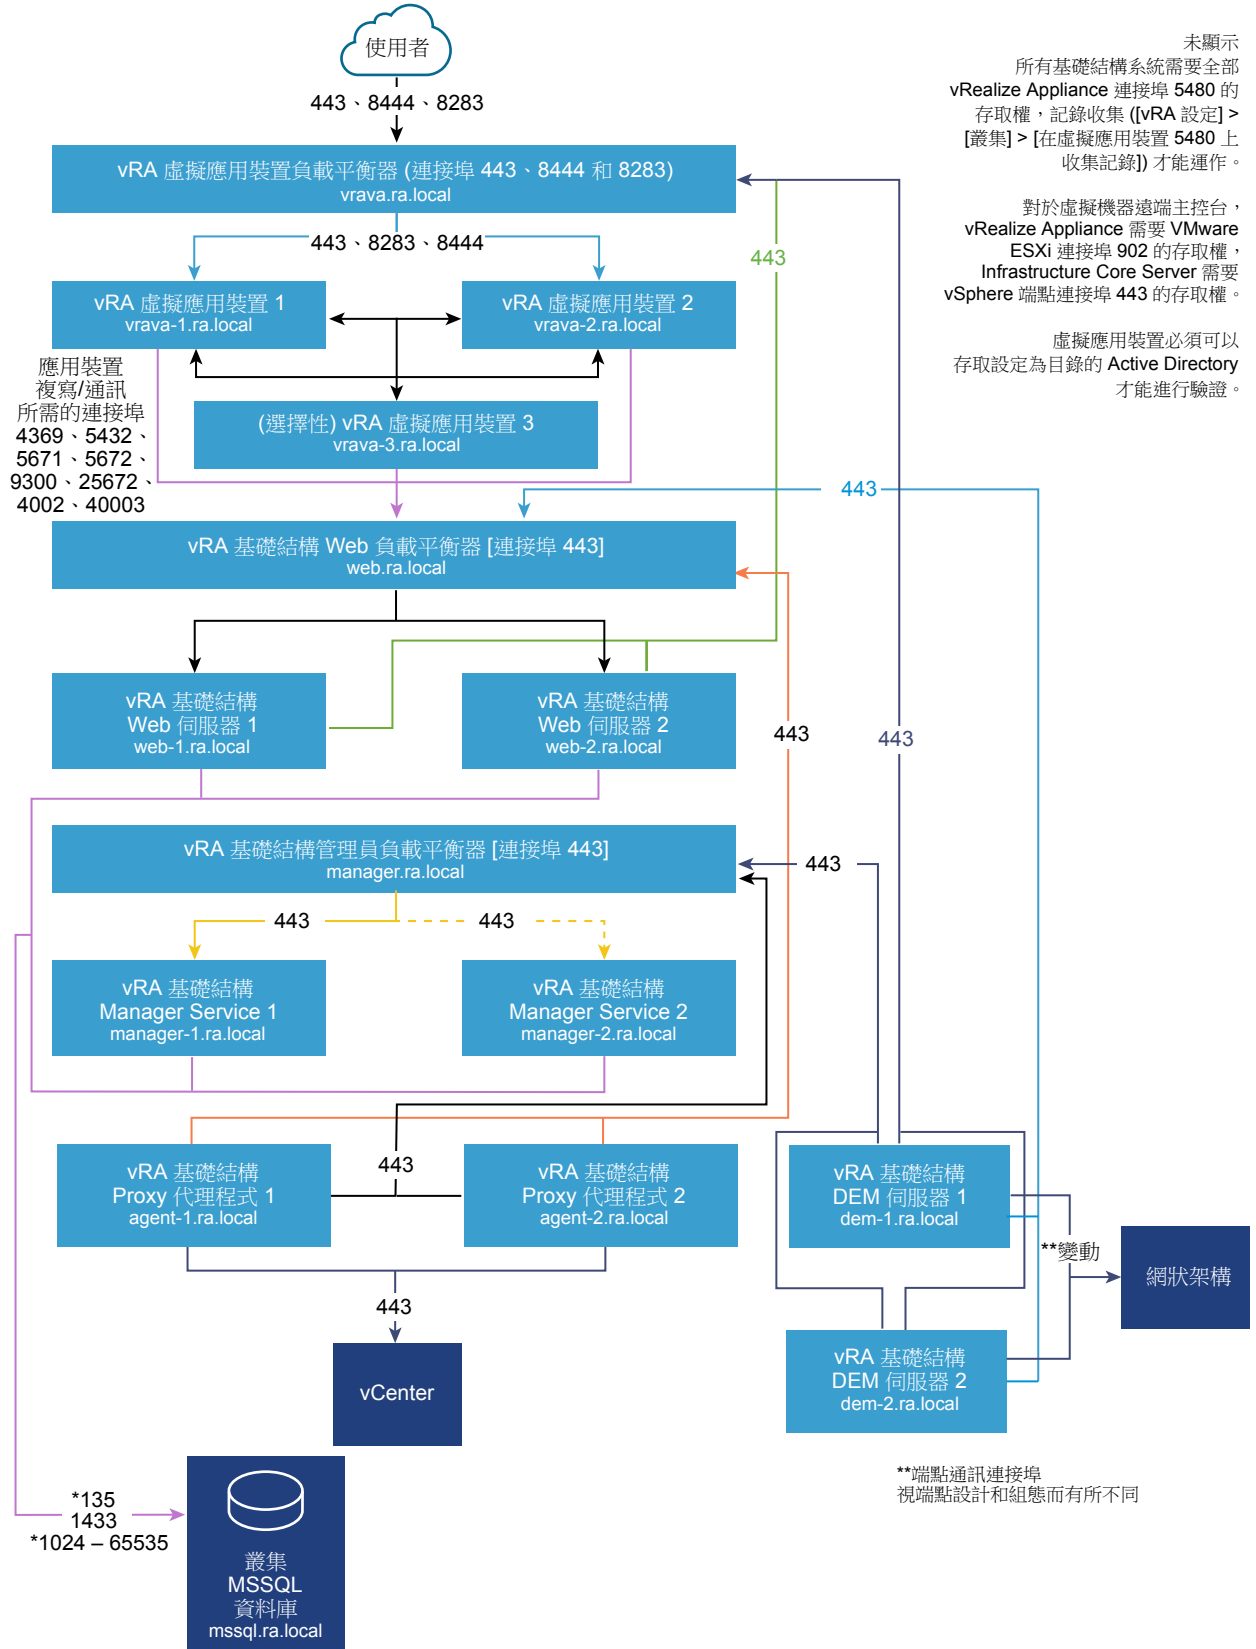 使用者
443、8444、8283
vRA 虛擬應用裝置負載平衡器 (連接埠 443、8444 和 8283)
vrava.ra.local
443、8283、8444
未顯示
所有基礎結構系統需要全部
vRealize Appliance 連接埠 5480 的
存取權，記錄收集 ([vRA 設定] >
[叢集] > [在虛擬應用裝置 5480 上
收集記錄]) 才能運作。
對於虛擬機器遠端主控台，
vRealize Appliance 需要 VMware
ESXi 連接埠 902 的存取權，
Infrastructure Core Server 需要
vSphere 端點連接埠 443 的存取權。
虛擬應用裝置必須可以
存取設定為目錄的 Active Directory
才能進行驗證。
443
vRA 虛擬應用裝置 1
vrava-1.ra.local
vRA 虛擬應用裝置 2
vrava-2.ra.local
應用裝置
複寫/通訊
所需的連接埠
4369、5432、
5671、5672、
9300、25672、
4002、40003
(選擇性) vRA 虛擬應用裝置 3
vrava-3.ra.local
443
vRA 基礎結構 Web 負載平衡器 [連接埠 443]
web.ra.local
vRA 基礎結構
Web 伺服器 1
web-1.ra.local
vRA 基礎結構
Web 伺服器 2
web-2.ra.local
443
443
vRA 基礎結構管理員負載平衡器 [連接埠 443]
manager.ra.local
443
443
443
vRA 基礎結構
Manager Service 1
manager-1.ra.local
vRA 基礎結構
Manager Service 2
manager-2.ra.local
vRA 基礎結構
Proxy 代理程式 1
agent-1.ra.local
443
vRA 基礎結構
Proxy 代理程式 2
agent-2.ra.local
vRA 基礎結構
DEM 伺服器 1
dem-1.ra.local
**變動
網狀架構
443
vCenter
vRA 基礎結構
DEM 伺服器 2
dem-2.ra.local
**端點通訊連接埠
視端點設計和組態而有所不同
*135
1433
*1024 – 65535
叢集
MSSQL
資料庫
mssql.ra.local